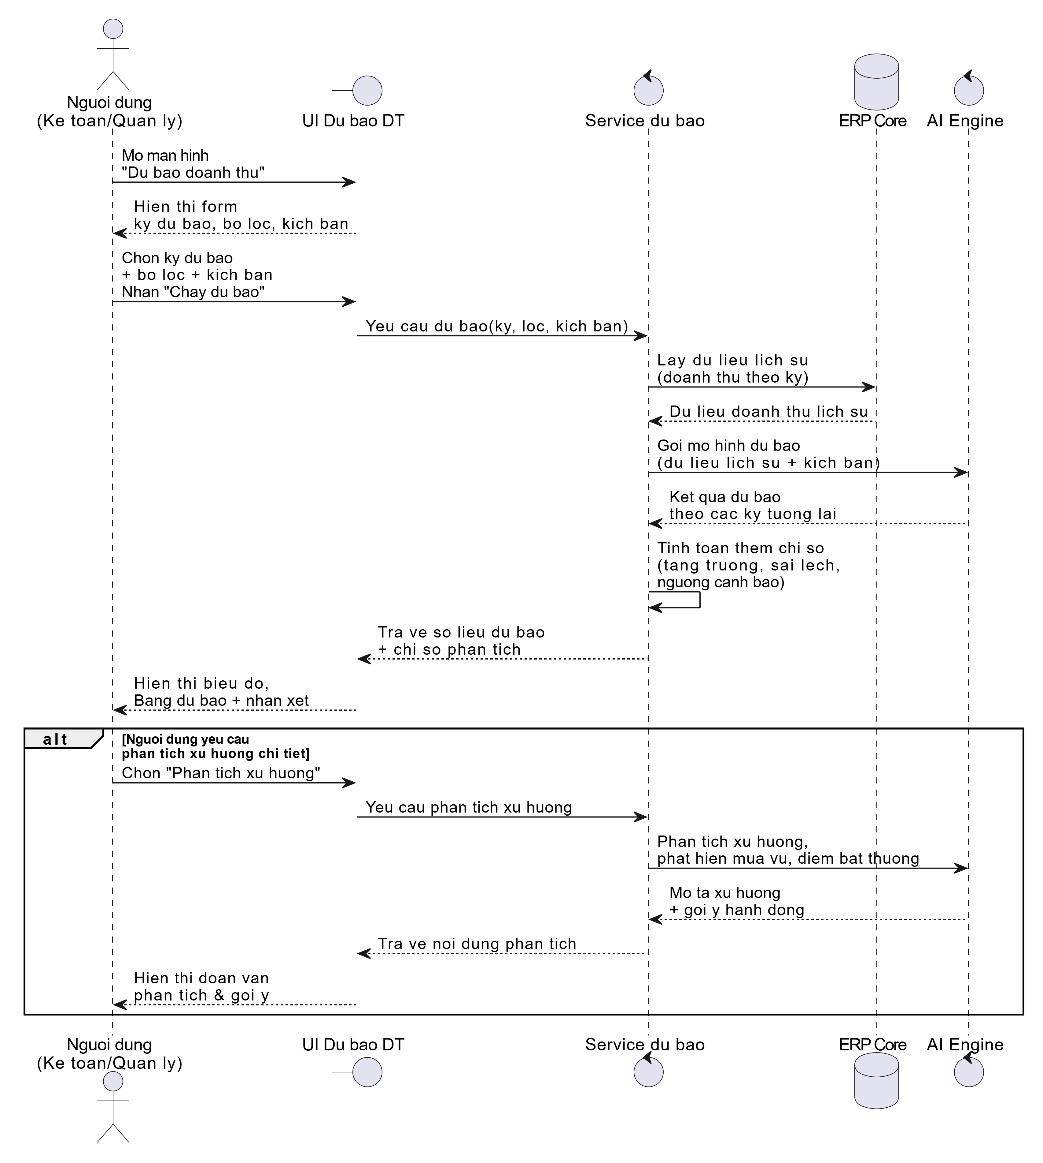 Nguoi dung
(Ke toan/Quan ly)
UI Du bao DT
Service du bao
ERP Core
AI Engine
Mo man hinh
"Du bao doanh thu"
Hien thi form
ky du bao, bo loc, kich ban
Chon ky du bao
+ bo loc + kich ban
Nhan "Chay du bao"
Yeu cau du bao(ky, loc, kich ban)
Lay du lieu lich su
(doanh thu theo ky)
Du lieu doanh thu lich su
Goi mo hinh du bao
(du lieu lich su + kich ban)
Ket qua du bao
theo cac ky tuong lai
Tinh toan them chi so
(tang truong, sai lech,
nguong canh bao)
Tra ve so lieu du bao
+ chi so phan tich
Hien thi bieu do,
Bang du bao + nhan xet
alt
[Nguoi dung yeu cau
phan tich xu huong chi tiet]
Chon "Phan tich xu huong"
Yeu cau phan tich xu huong
Phan tich xu huong,
phat hien mua vu, diem bat thuong
Mo ta xu huong
+ goi y hanh dong
Tra ve noi dung phan tich
Hien thi doan van
phan tich & goi y
Nguoi dung
(Ke toan/Quan ly)
UI Du bao DT
Service du bao
ERP Core
AI Engine